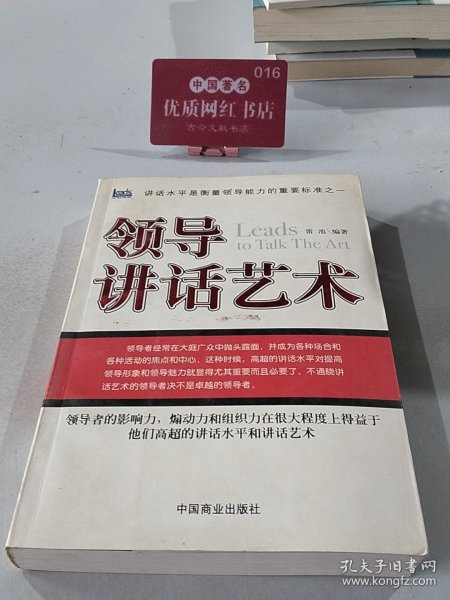 016
中国著名
优质网红书店
古今文献书店
Leads
讲话水平是衡量领导能力的重要标准之一
领导
Leads
雷池\编著
to Talk The Art
讲话艺术
领导者经常在大庭广众中抛头露面，并成为各种场合和
各种活动的焦点和中心，这种时候，高超的讲话水平对提高
领导形象和领导魅力就显得尤其重要而且必要了，不通晓讲
话艺术的领导者决不是卓越的领导者。
领导者的影响力，煽动力和组织力在很大程度上得益于
他们高超的讲话水平和讲话艺术
中国商业出版社
孔夫子旧书网
www.kongfz.com